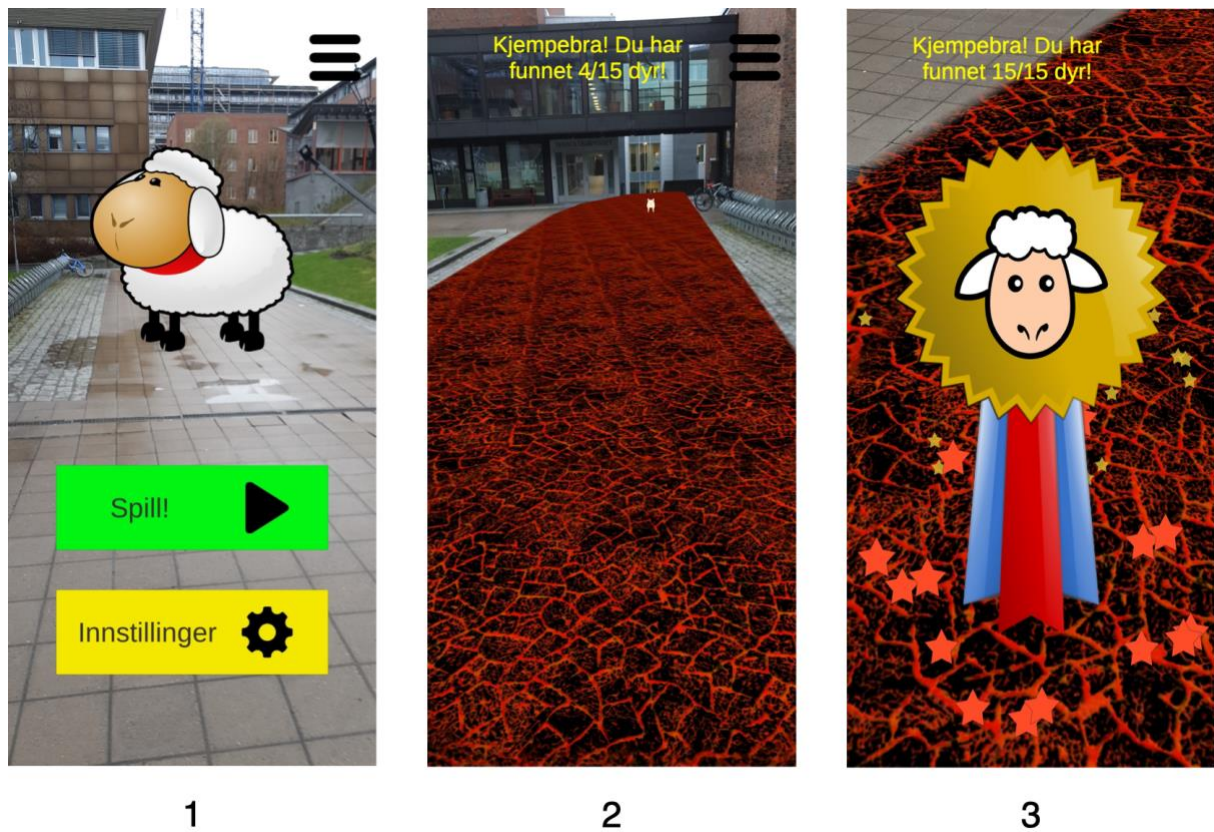 Spill!
Innstillinger
Kjempebra! Du har
funnet 4/15 dyr!
Kjempebra! Du har
funnet 15/15 dyr!
1
2
3